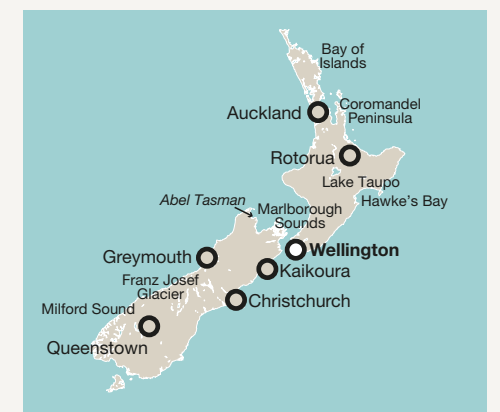 Bay of
Islands
Auckland
Coromandel
Peninsula
Rotorua
Lake Taupo
Abel Tasman
Hawke's Bay
Marlborough
Sounds
Wellington
Greymouth
Kaikoura
Franz Josef
Glacier
Christchurch
Milford Sound
Queenstown